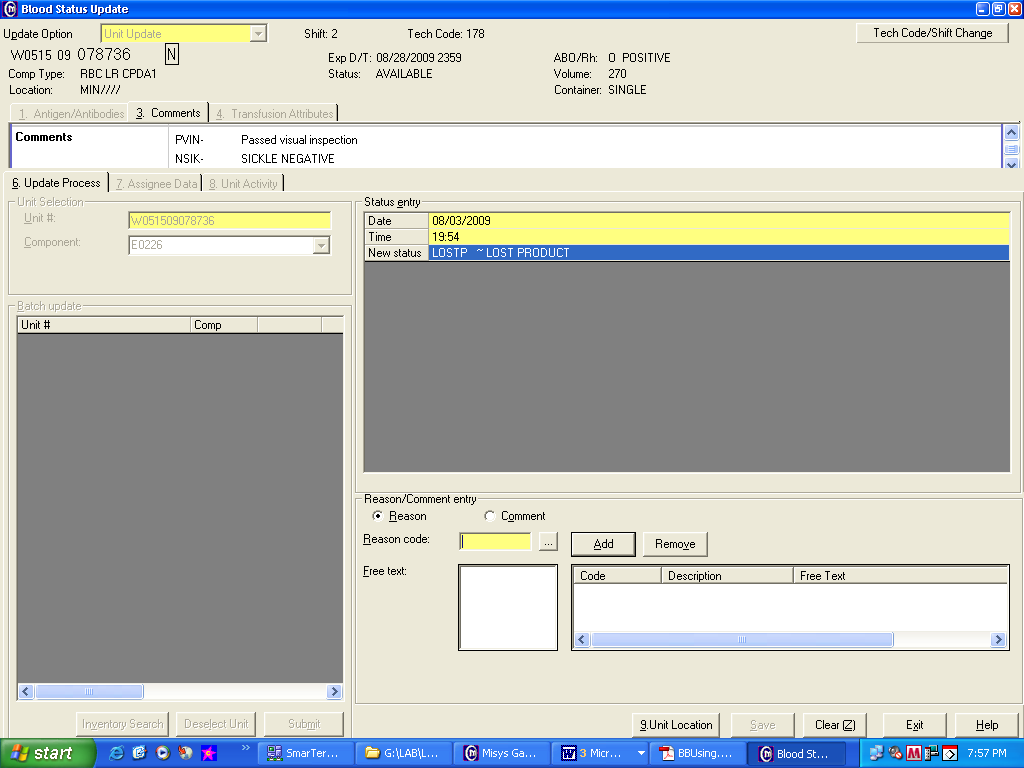 Blood Status Update
Update Option Unit Update Shift: 2 Tech Code: 178 Tech Code/Shift Change
W0515 09 078736 N Exp D/T: 08/28/2009 2359 ABO/Rh: O POSITIVE
Comp Type: RBC LR CPDA1 Status: AVAILABLE Volume: 270
Location: MIN//// Container: SINGLE
1. Antigen/Antibodies 3. Comments 4. Transfusion Attributes
Comments PVIN- Passed visual inspection
NSIK- SICKLE NEGATIVE
6. Update Process 7. Assignee Data 8. Unit Activity
Unit Selection
Unit #: W051509078736
Component: E0226
Batch update
Unit # Comp
Status entry
Date 08/03/2009
Time 19:54
New status LOSTP ~ LOST PRODUCT
Reason/Comment entry
Reason Comment
Reason code: ... Add Remove
Free text: Code Description Free Text
Inventory Search Deselect Unit Submit 9.Unit Location Save Clear (Z) Exit Help
start » SmarTer... G:\LAB\L... Misys Ga... 3 Micr... BBUsing.... Blood St... 7:57 PM